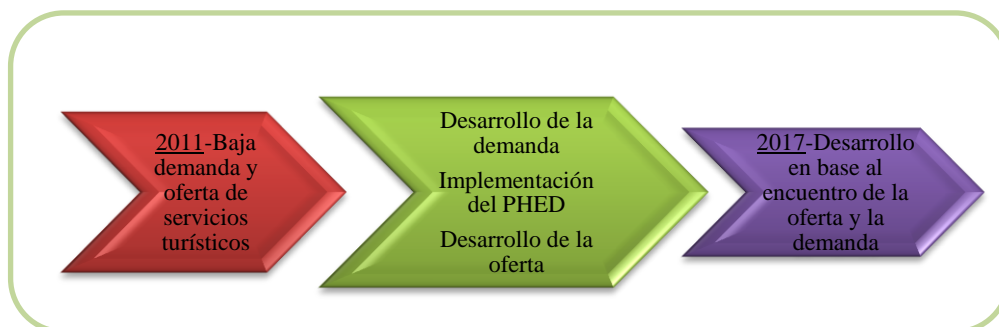 2011-Baja
demanda y
oferta de
servicios
turísticos
Desarrollo de la
demanda
Implementación
del PHED
Desarrollo de la
oferta
2017-Desarrollo
en base al
encuentro de la
oferta y la
demanda